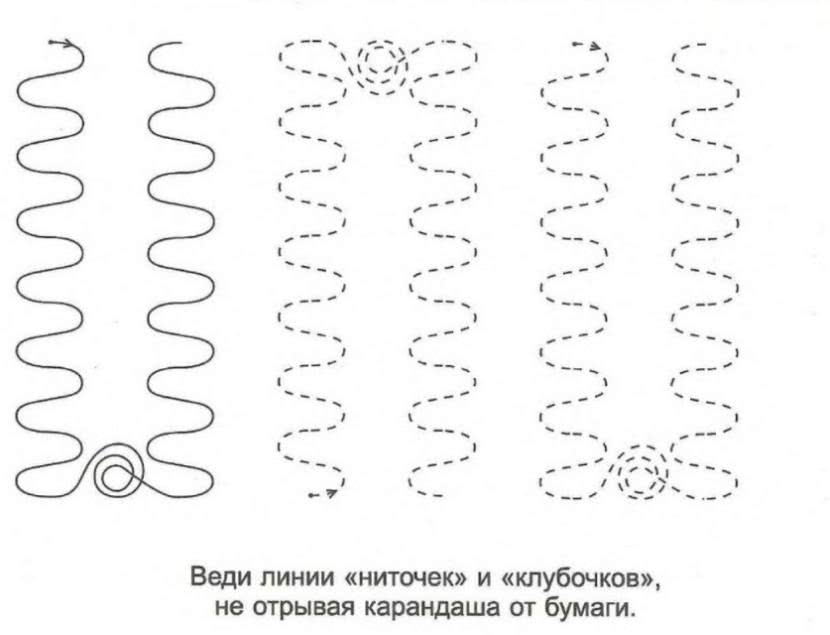 Веди линии «ниточек» и «клубочков»,
не отрывая карандаша от бумаги.